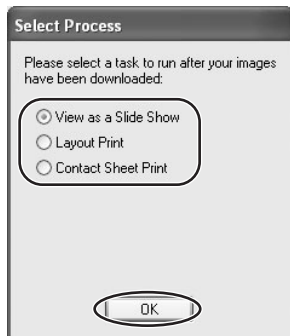 Select Process
Please select a task to run after your images
have been downloaded:
View as a Slide Show
Layout Print
Contact Sheet Print
OK